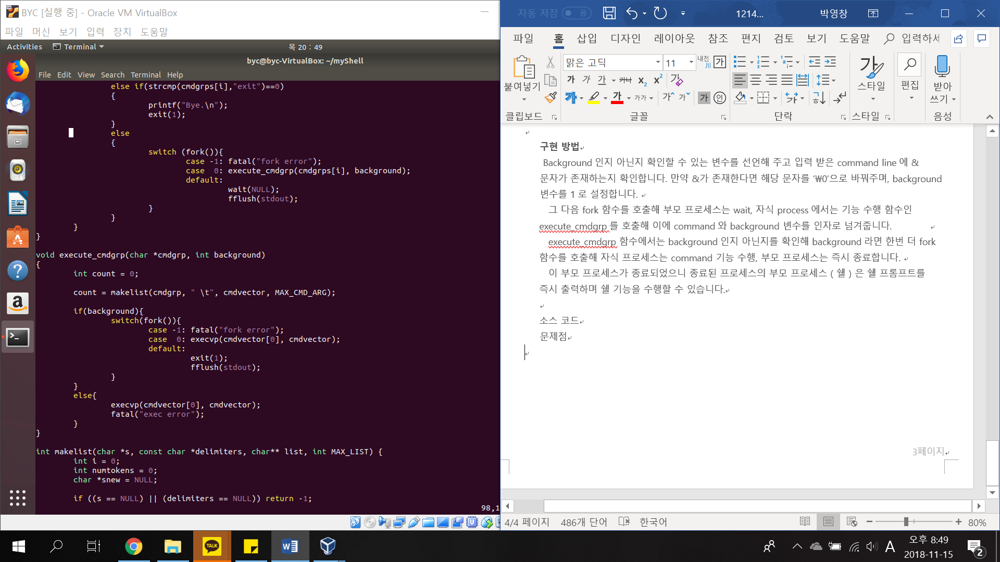 BYC [실행 중] - Oracle VM VirtualBox
파일 머신 보기 입력 장치 도움말
Activities Terminal 목 20 : 49
byc@byc-VirtualBox: ~/myShell
File Edit View Search Terminal Help
else if(strcmp(cmdgrps[i],"exit")==0)
{
printf("Bye.\n");
exit(1);
}
else
{
switch (fork()){
case -1: fatal("fork error");
case  0: execute_cmdgrp(cmdgrps[i], background);
default:
wait(NULL);
fflush(stdout);
}
}
}
}
void execute_cmdgrp(char *cmdgrp, int background)
{
int count = 0;
count = makelist(cmdgrp, " \t", cmdvector, MAX_CMD_ARG);
if(background){
switch(fork()){
case -1: fatal("fork error");
case  0: execvp(cmdvector[0], cmdvector);
default:
exit(1);
fflush(stdout);
}
}
else{
execvp(cmdvector[0], cmdvector);
fatal("exec error");
}
}
int makelist(char *s, const char *delimiters, char** list, int MAX_LIST) {
int i = 0;
int numtokens = 0;
char *snew = NULL;
if ((s == NULL) || (delimiters == NULL)) return -1;
98,1
자동 저장 끔 1214... 박영창
파일 홈 삽입 디자인 레이아웃 참조 편지 검토 보기 도움말 입력하서
붙여넣기 맑은 고딕 11 내천 가
가 가 가 가나 x₂ x² 가
가 가 가가 가 가 가 인
스타일 편집 받아쓰기
클립보드 글꼴 단락 스타일 음성
구현 방법
Background 인지 아닌지 확인할 수 있는 변수를 선언해 주고 입력 받은 command line 에 &
문자가 존재하는지 확인합니다. 만약 &가 존재한다면 해당 문자를 '₩0'으로 바꿔주며, background
변수를 1 로 설정합니다.
그 다음 fork 함수를 호출해 부모 프로세스는 wait, 자식 process 에서는 기능 수행 함수인
execute_cmdgrp 를 호출해 이에 command 와 background 변수를 인자로 넘겨줍니다.
execute_cmdgrp 함수에서는 background 인지 아닌지를 확인해 background 라면 한번 더 fork
함수를 호출해 자식 프로세스는 command 기능 수행, 부모 프로세스는 즉시 종료합니다.
이 부모 프로세스가 종료되었으니 종료된 프로세스의 부모 프로세스 ( 쉘 ) 은 쉘 프롬프트를
즉시 출력하며 쉘 기능을 수행할 수 있습니다.
소스 코드
문제점
3페이지
4/4 페이지 486개 단어 한국어 80%
TALK A 오후 8:49
2018-11-15 2